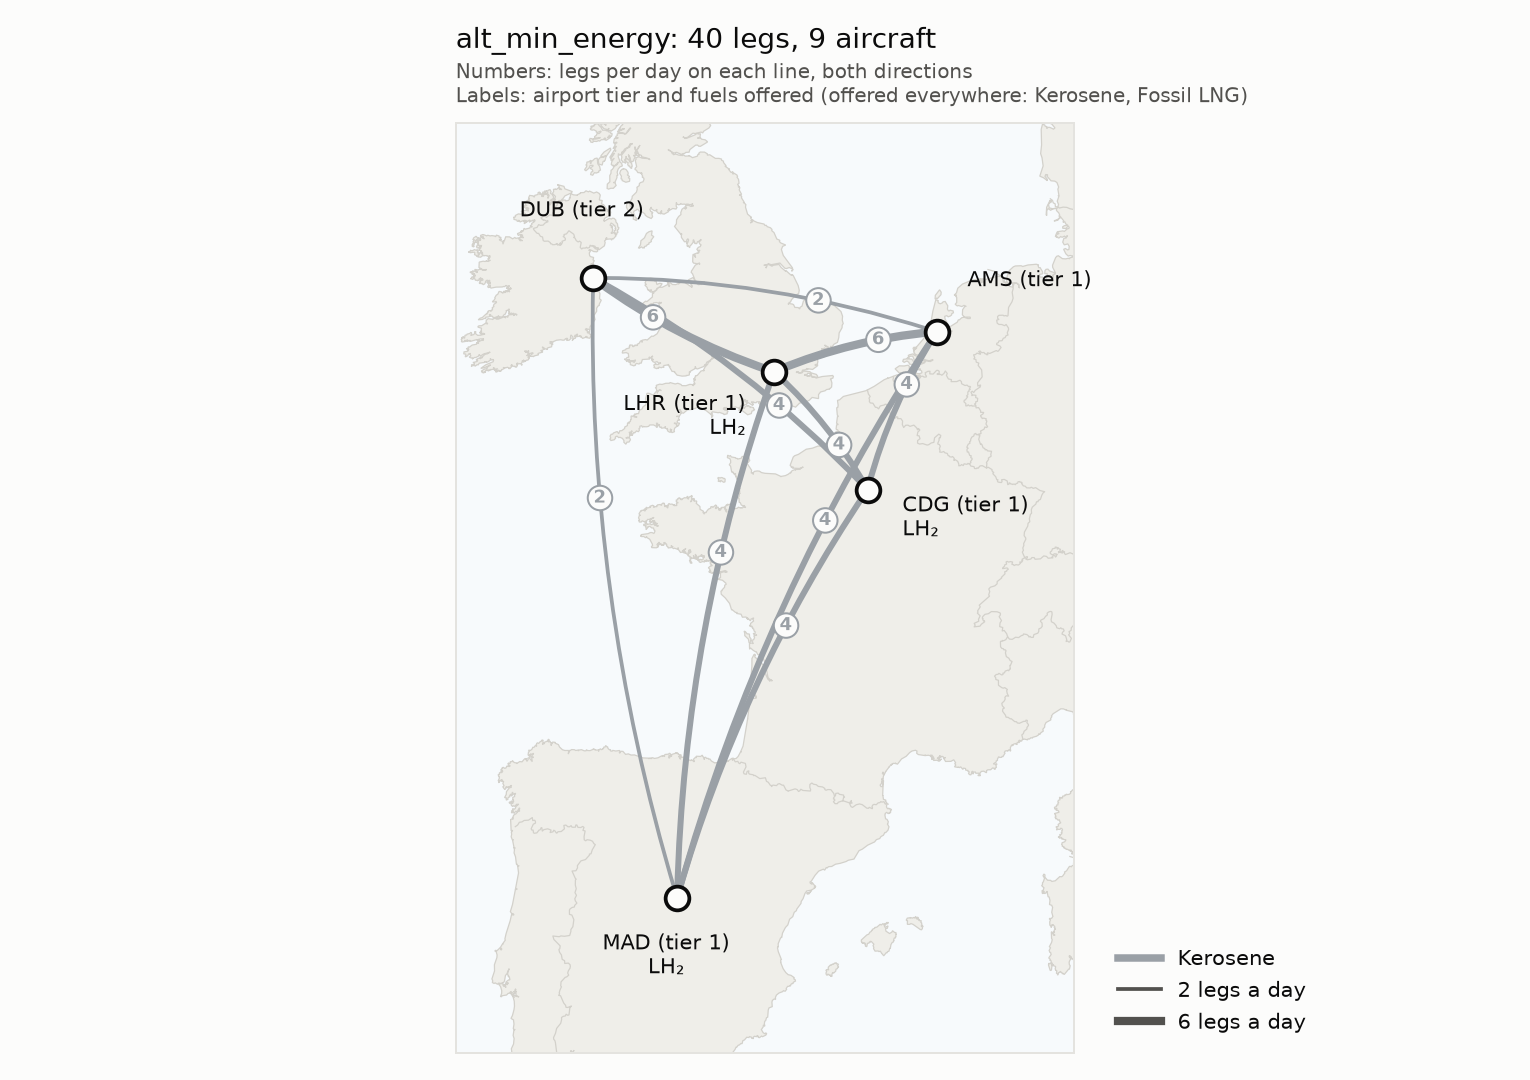 alt_min_energy: 40 legs, 9 aircraft
Numbers: legs per day on each line, both directions
Labels: airport tier and fuels offered (offered everywhere: Kerosene, Fossil LNG)
DUB (tier 2)
AMS (tier 1)
2
6
6
4
LHR (tier 1)
LH₂
4
4
2
CDG (tier 1)
LH₂
4
4
4
MAD (tier 1)
LH₂
Kerosene
2 legs a day
6 legs a day